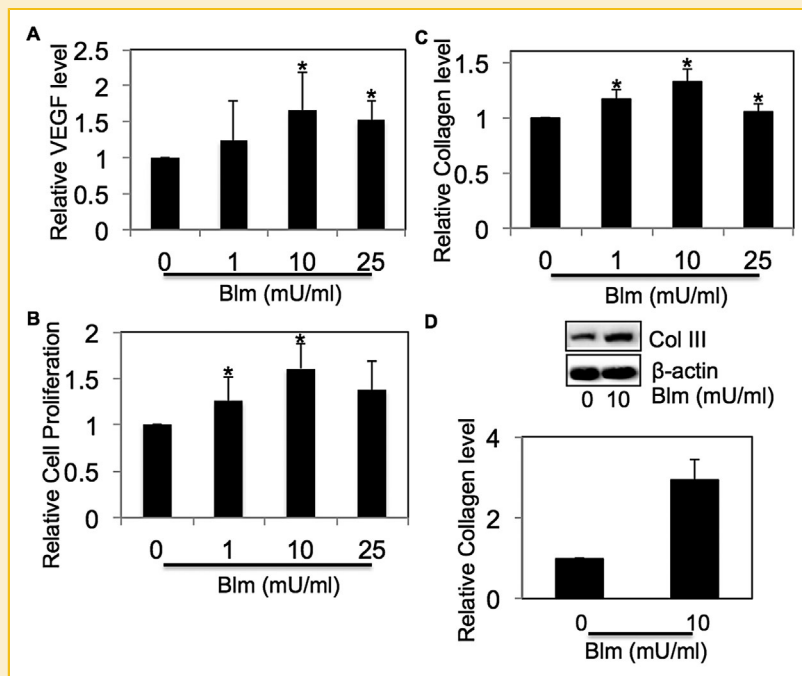 A
Relative VEGF level
2.5
2
1.5
1
0.5
0
*
*
0 1 10 25
Blm (mU/ml)
B
Relative Cell Proliferation
2
1.5
1
0.5
0
*
*
0 1 10 25
Blm (mU/ml)
C
Relative Collagen level
1.5
1
0.5
0
*
*
*
0 1 10 25
Blm (mU/ml)
D
Col III
β-actin
0 10 Blm (mU/ml)
Relative Collagen level
4
2
0
0 10
Blm (mU/ml)